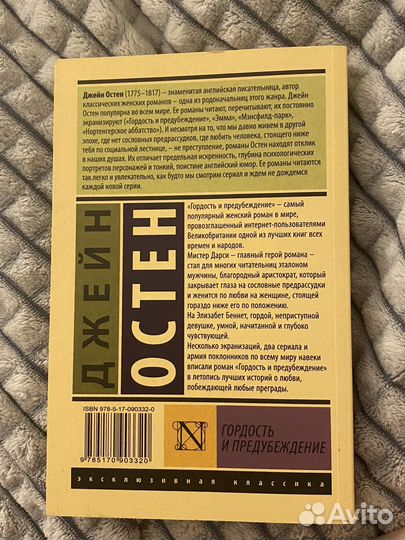 Джейн Остен (1775–1817) – знаменитая английская писательница, автор
классических женских романов – одна из родоначальниц этого жанра. Джейн
Остен популярна во всем мире. Ее романы читают, перечитывают, их постоянно
экранизируют («Гордость и предубеждение», «Эмма», «Мэнсфилд-парк»,
«Нортенгерское аббатство»). И несмотря на то, что мы давно живем в другой
эпохе, где нет сословных предрассудков, где любить человека, стоящего ниже
тебя по социальной лестнице, – не преступление, романы Остен находят отклик
в наших душах. Их отличает предельная искренность, глубина психологических
портретов персонажей и тонкий, поистине английский юмор. Ее романы читаются
так легко и увлекательно, как будто мы смотрим сериал и ждем не дождемся
каждой новой серии.
ДЖЕЙН
ОСТЕН
«Гордость и предубеждение» – самый
популярный женский роман в мире,
провозглашенный интернет-пользователями
Великобритании одной из лучших книг всех
времен и народов.
Мистер Дарси – главный герой романа –
стал для многих читательниц эталоном
мужчины, благородный аристократ, который
закрывает глаза на сословные предрассудки
и женится по любви на женщине, стоящей
гораздо ниже его по положению.
На Элизабет Беннет, гордой, неприступной
девушке, умной, начитанной и глубоко
чувствующей.
Несколько экранизаций, два сериала и
армия поклонников по всему миру навеки
вписали роман «Гордость и предубеждение»
в летопись лучших историй о любви,
побеждающей любые преграды.
ISBN 978-5-17-090332-0
9 785170 903320
N
ГОРДОСТЬ
И ПРЕДУБЕЖДЕНИЕ
эксклюзивная классика
Avito